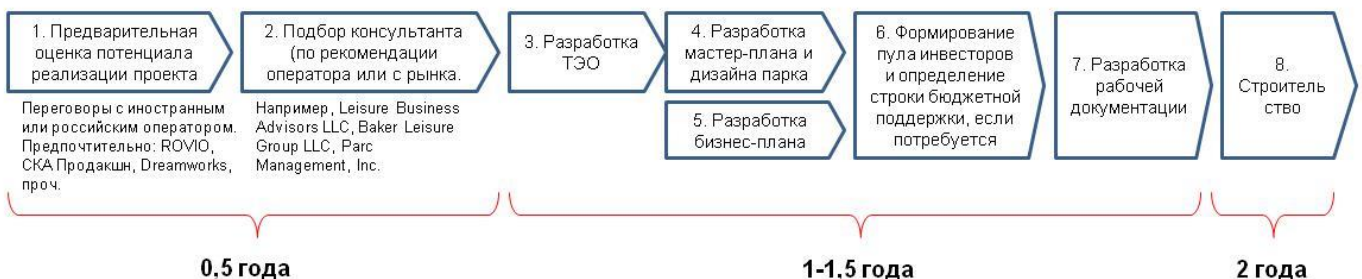 1. Предварительная
оценка потенциала
реализации проекта
2. Подбор консультанта
(по рекомендации
оператора или с рынка.
3. Разработка
ТЭО
4. Разработка
мастер-плана и
дизайна парка
5. Разработка
бизнес-плана
6. Формирование
пула инвесторов
и определение
строки бюджетной
поддержки, если
потребуется
7. Разработка
рабочей
документации
8.
Строитель
ство
Переговоры с иностранным
или российским оператором.
Предпочтительно: ROVIO,
СКА Продакшн, Dreamworks,
проч.
Например, Leisure Business
Advisors LLC, Baker Leisure
Group LLC, Parc
Management, Inc.
0,5 года
1-1,5 года
2 года